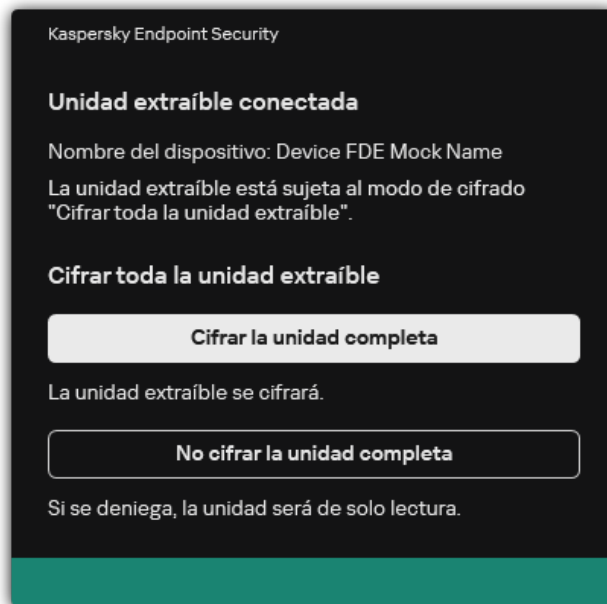 Kaspersky Endpoint Security
Unidad extraíble conectada
Nombre del dispositivo: Device FDE Mock Name
La unidad extraíble está sujeta al modo de cifrado
"Cifrar toda la unidad extraíble".
Cifrar toda la unidad extraíble
Cifrar la unidad completa
La unidad extraíble se cifrará.
No cifrar la unidad completa
Si se deniega, la unidad será de solo lectura.